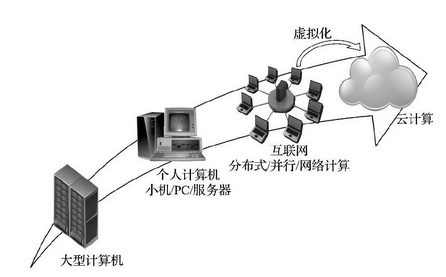 虚拟化
云计算
互联网
分布式/并行/网络计算
个人计算机
小机/PC/服务器
大型计算机